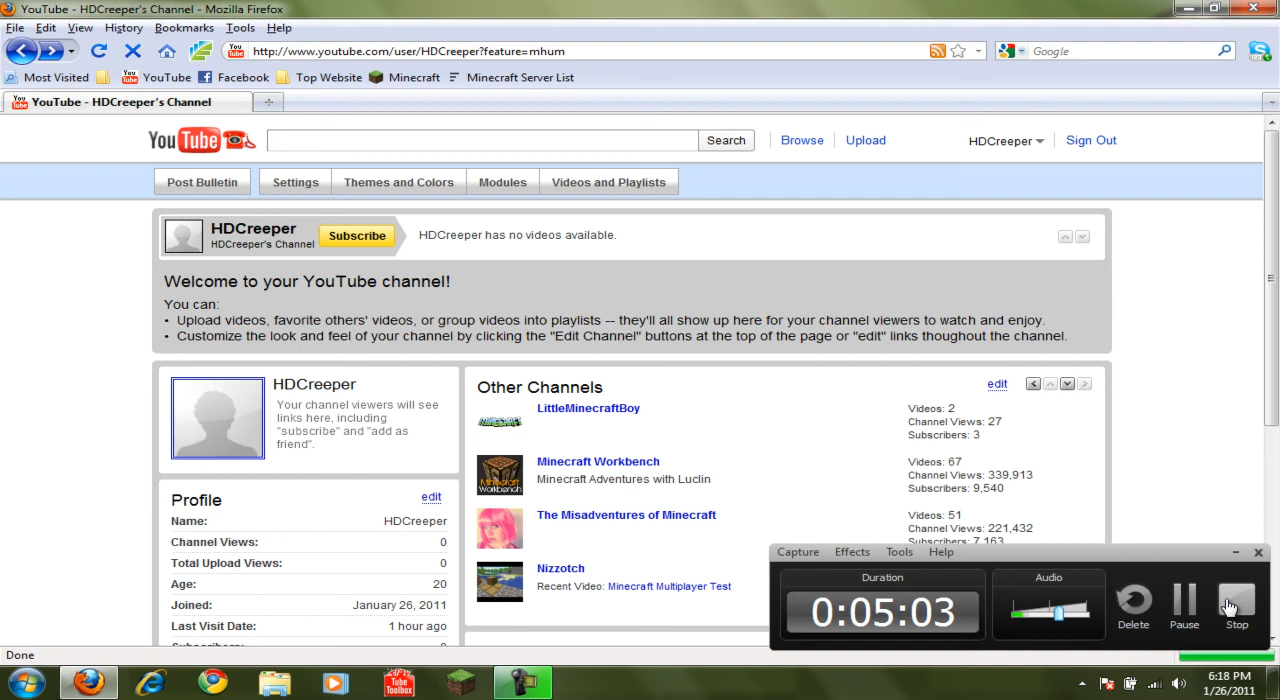 YouTube - HDCreeper's Channel - Mozilla Firefox
File Edit View History Bookmarks Tools Help
http://www.youtube.com/user/HDCreeper?feature=mhum
Google
Most Visited YouTube Facebook Top Website Minecraft Minecraft Server List
YouTube - HDCreeper's Channel
YouTube Search Browse Upload HDCreeper Sign Out
Post Bulletin Settings Themes and Colors Modules Videos and Playlists
HDCreeper
HDCreeper's Channel
Subscribe
HDCreeper has no videos available.
Welcome to your YouTube channel!
You can:
• Upload videos, favorite others' videos, or group videos into playlists -- they'll all show up here for your channel viewers to watch and enjoy.
• Customize the look and feel of your channel by clicking the "Edit Channel" buttons at the top of the page or "edit" links thoughout the channel.
HDCreeper
Your channel viewers will see
links here, including
"subscribe" and "add as
friend".
Profile edit
Name: HDCreeper
Channel Views: 0
Total Upload Views: 0
Age: 20
Joined: January 26, 2011
Last Visit Date: 1 hour ago
Subscribers: 0
Other Channels edit
LittleMinecraftBoy
Videos: 2
Channel Views: 27
Subscribers: 3
Minecraft Workbench
Minecraft Adventures with Luclin
Videos: 67
Channel Views: 339,913
Subscribers: 9,540
The Misadventures of Minecraft
Videos: 51
Channel Views: 221,432
Subscribers: 7,163
Nizzotch
Recent Video: Minecraft Multiplayer Test
Capture Effects Tools Help
Duration
0:05:03
Audio
Delete Pause Stop
Done
Tube
Toolbox
6:18 PM
1/26/2011